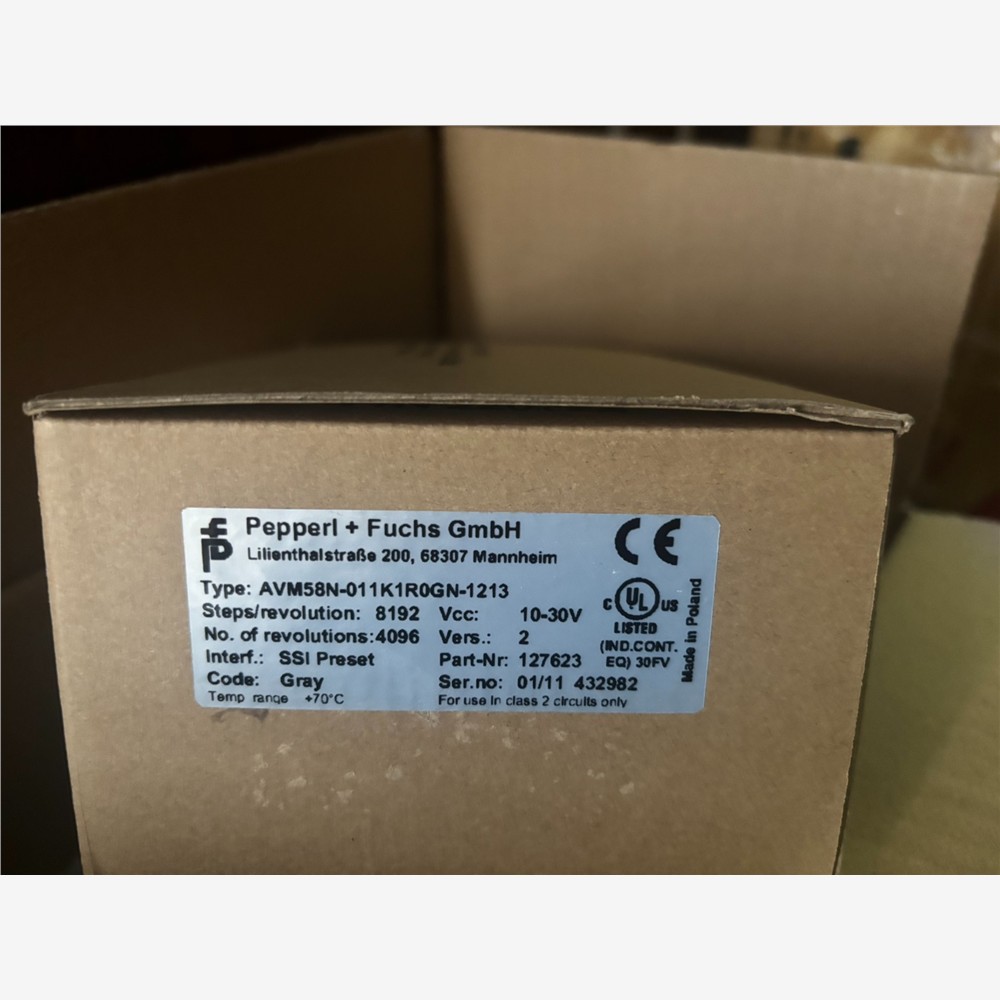 Pepperl + Fuchs GmbH
Lilienthalstraße 200, 68307 Mannheim
CE
Type: AVM58N-011K1R0GN-1213
Steps/revolution: 8192 Vcc: 10-30V
No. of revolutions:4096 Vers.: 2
Interf.: SSI Preset Part-Nr: 127623
Code: Gray Ser.no: 01/11 432982
Temp range +70°C For use in class 2 circuits only
C UL US
LISTED
(IND.CONT.
EQ) 30FV
Made in Poland